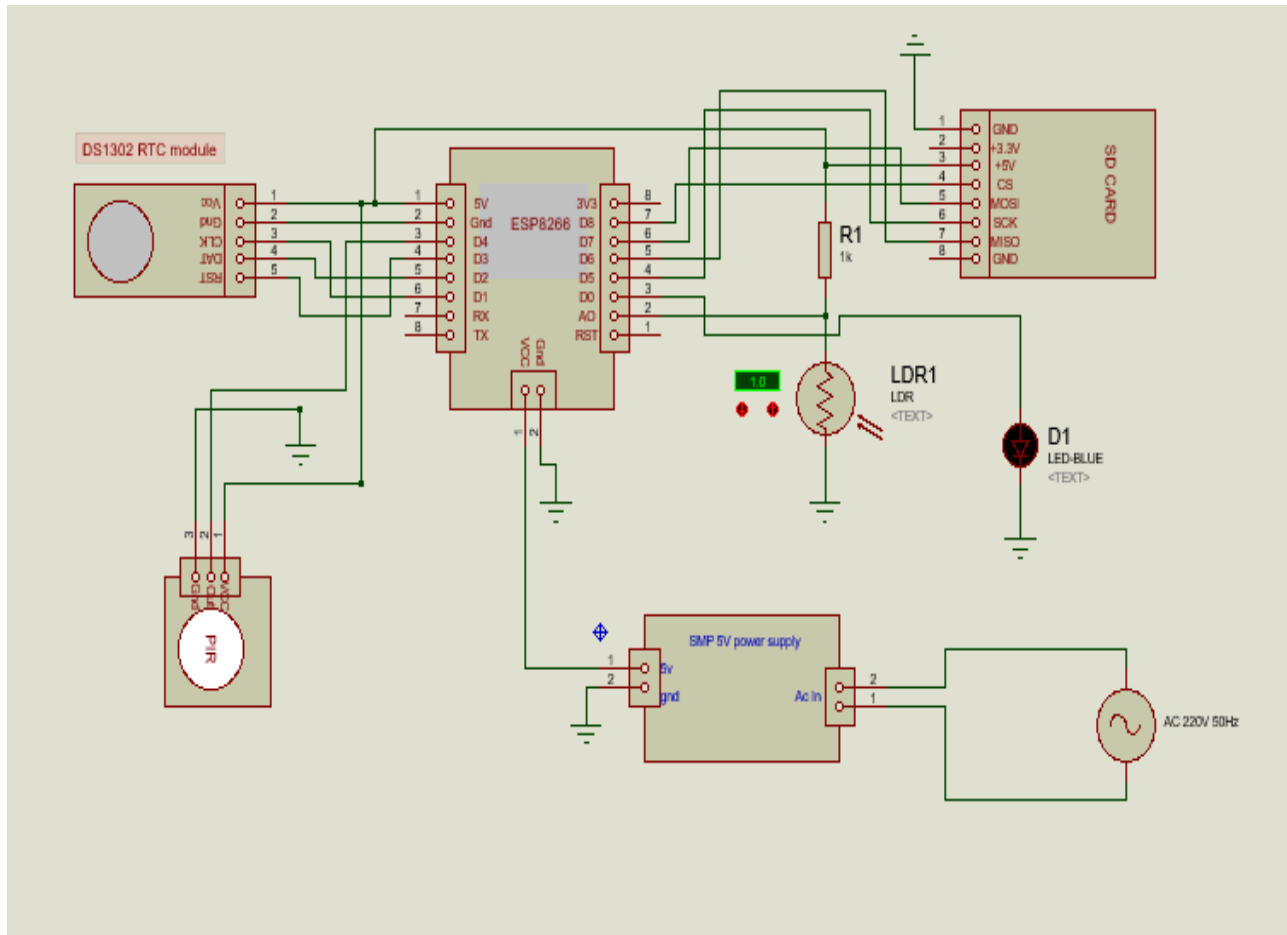 DS1302 RTC module
1 Vcc
2 Gnd
3 CLK
4 DAT
5 RST
ESP8266
1 5V
2 Gnd
3 D4
4 D3
5 D2
6 D1
7 RX
8 TX
3V3 8
D8 7
D7 6
D6 5
D5 4
D0 3
AO 2
RST 1
VCC Gnd
1 2
1 GND
2 +3.3V
3 +5V
4 CS
5 MOSI
6 SCK
7 MISO
8 GND
SD CARD
R1
1k
1.0
LDR1
LDR
<TEXT>
D1
LED-BLUE
<TEXT>
3 2 1
Gnd Out VCC
PIR
SMP 5V power supply
1 5v
2 gnd
Ac In
2
1
AC 220V 50Hz